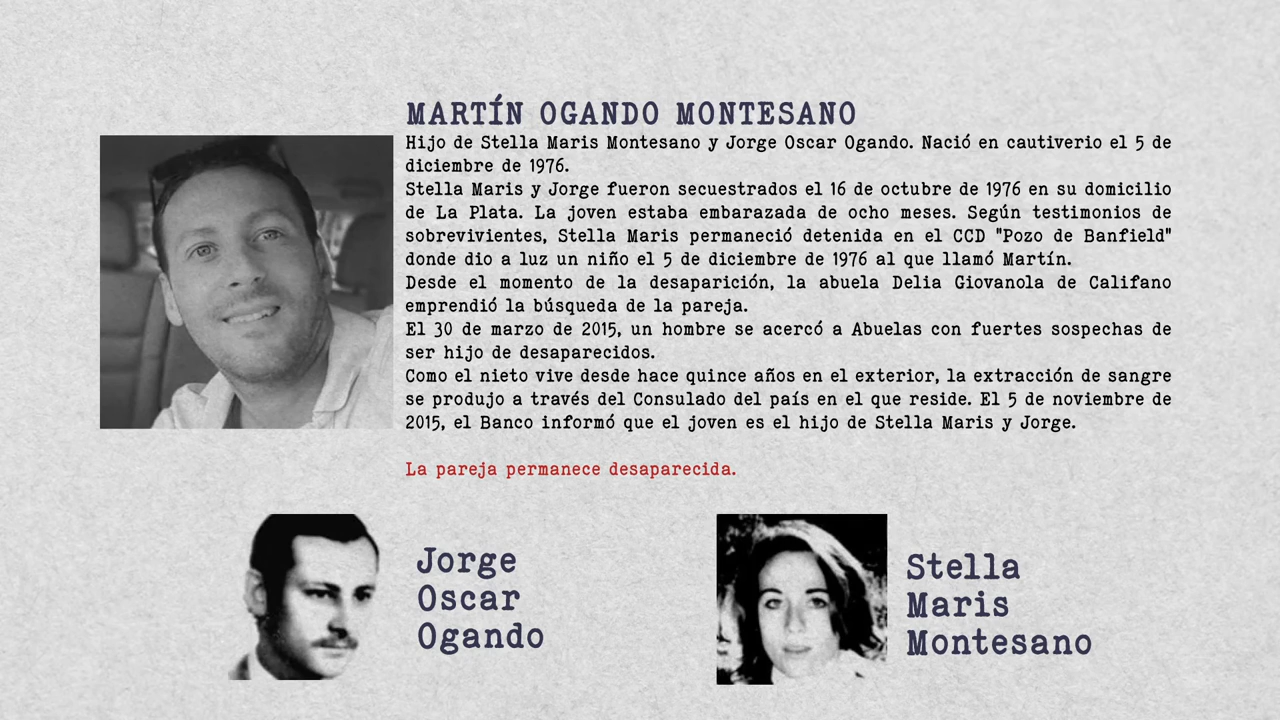 MARTÍN OGANDO MONTESANO
Hijo de Stella Maris Montesano y Jorge Oscar Ogando. Nació en cautiverio el 5 de
diciembre de 1976.
Stella Maris y Jorge fueron secuestrados el 16 de octubre de 1976 en su domicilio
de La Plata. La joven estaba embarazada de ocho meses. Según testimonios de
sobrevivientes, Stella Maris permaneció detenida en el CCD "Pozo de Banfield"
donde dio a luz un niño el 5 de diciembre de 1976 al que llamó Martín.
Desde el momento de la desaparición, la abuela Delia Giovanola de Califano
emprendió la búsqueda de la pareja.
El 30 de marzo de 2015, un hombre se acercó a Abuelas con fuertes sospechas de
ser hijo de desaparecidos.
Como el nieto vive desde hace quince años en el exterior, la extracción de sangre
se produjo a través del Consulado del país en el que reside. El 5 de noviembre de
2015, el Banco informó que el joven es el hijo de Stella Maris y Jorge.
La pareja permanece desaparecida.
Jorge
Oscar
Ogando
Stella
Maris
Montesano